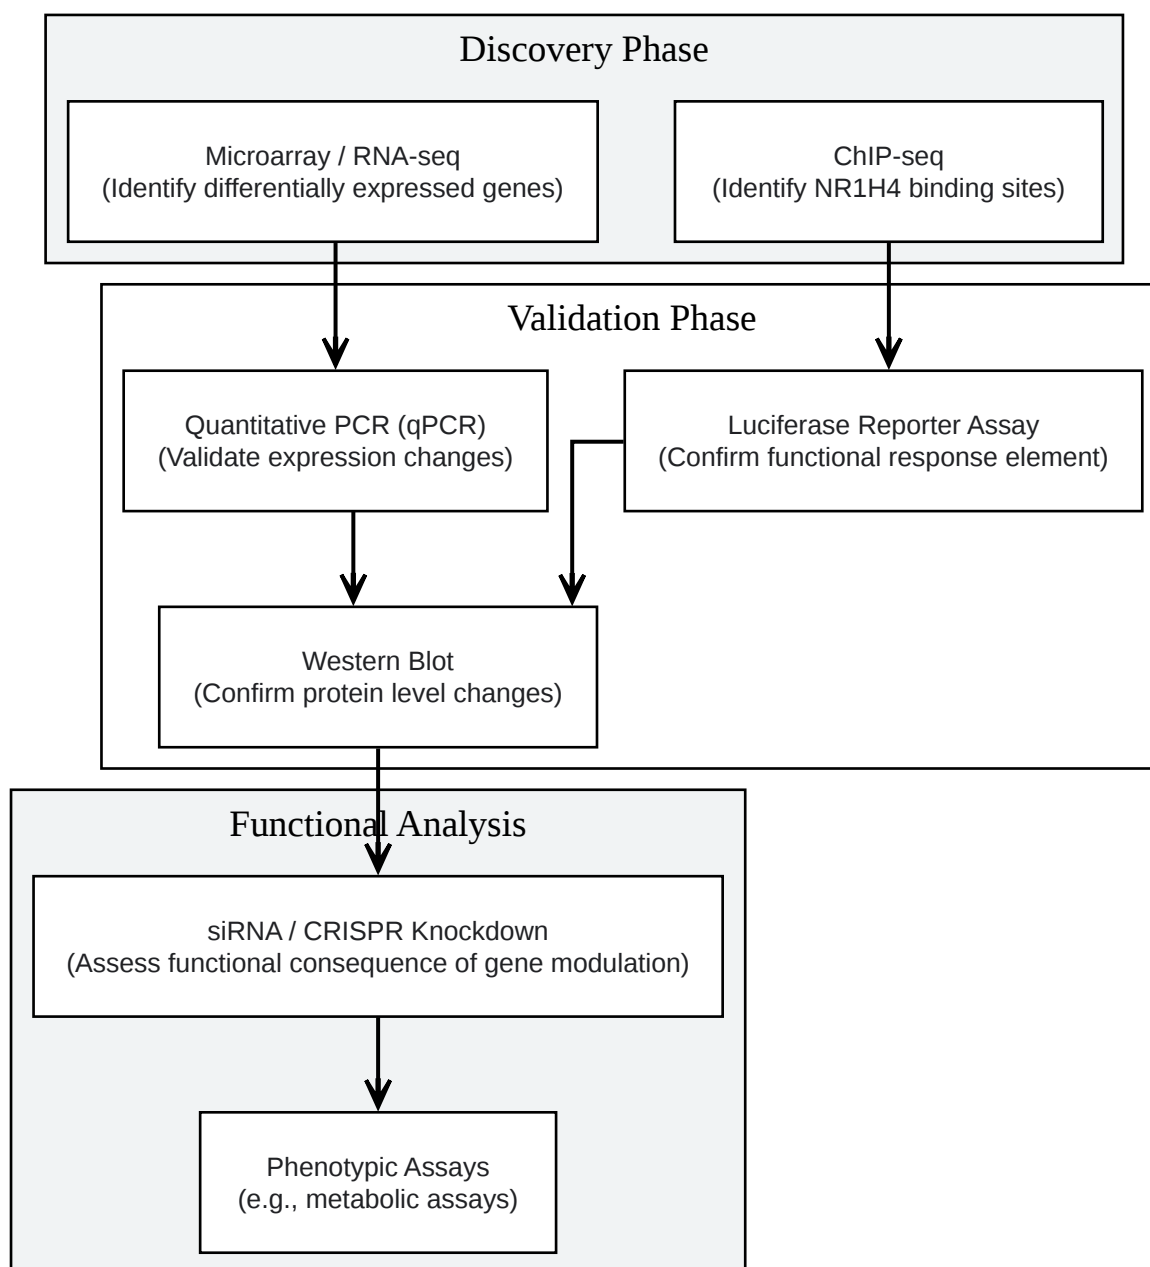 Discovery Phase
Microarray / RNA-seq
(Identify differentially expressed genes)
ChIP-seq
(Identify NR1H4 binding sites)
Validation Phase
Quantitative PCR (qPCR)
(Validate expression changes)
Luciferase Reporter Assay
(Confirm functional response element)
Western Blot
(Confirm protein level changes)
Functional Analysis
siRNA / CRISPR Knockdown
(Assess functional consequence of gene modulation)
Phenotypic Assays
(e.g., metabolic assays)